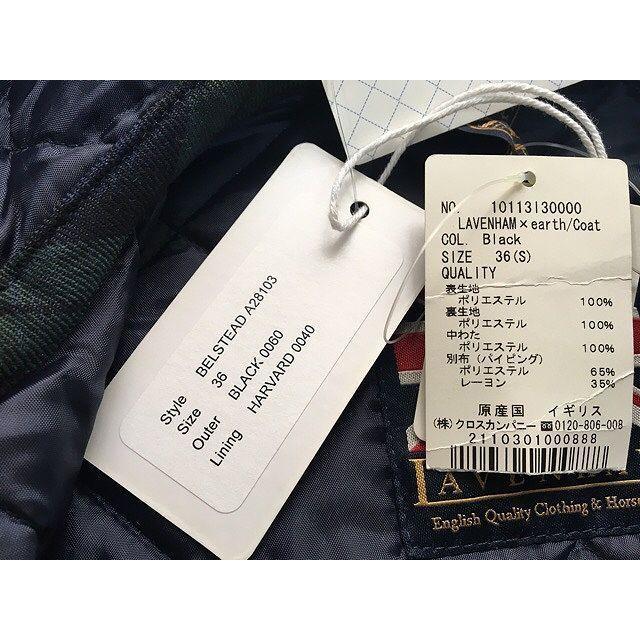 Style BELSTEAD A28103
Size 36
Outer BLACK 0060
Lining HARVARD 0040
NO. 10113I30000
LAVENHAM×earth/Coat
COL. Black
SIZE 36(S)
QUALITY
表生地
ポリエステル 100%
裏生地
ポリエステル 100%
中わた
ポリエステル 100%
別布(パイピング)
ポリエステル 65%
レーヨン 35%
原産国 イギリス
(株)クロスカンパニー ☎0120-806-008
2110301000888
English Quality Clothing &